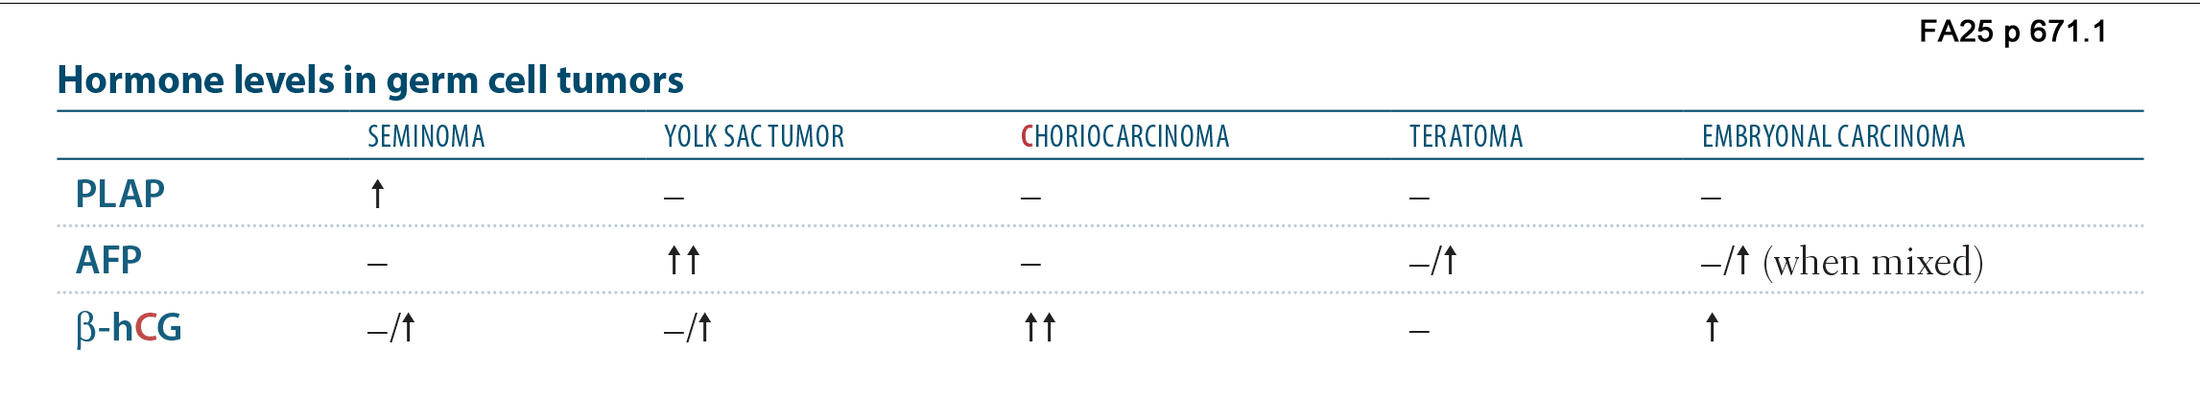 FA25 p 671.1
Hormone levels in germ cell tumors
SEMINOMA YOLK SAC TUMOR CHORIOCARCINOMA TERATOMA EMBRYONAL CARCINOMA
PLAP ↑ – – – –
AFP – ↑↑ – –/↑ –/↑ (when mixed)
β-hCG –/↑ –/↑ ↑↑ – ↑